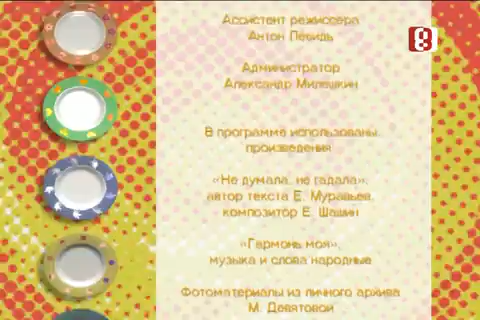 Ассистент режиссера
Антон Левидь
Администратор
Александр Милешкин
В программе использованы
произведения
«Не думала, не гадала»,
автор текста Е. Муравьев,
композитор Е. Шашин
«Гармонь моя»,
музыка и слова народные
Фотоматериалы из личного архива
М. Девятовой
8